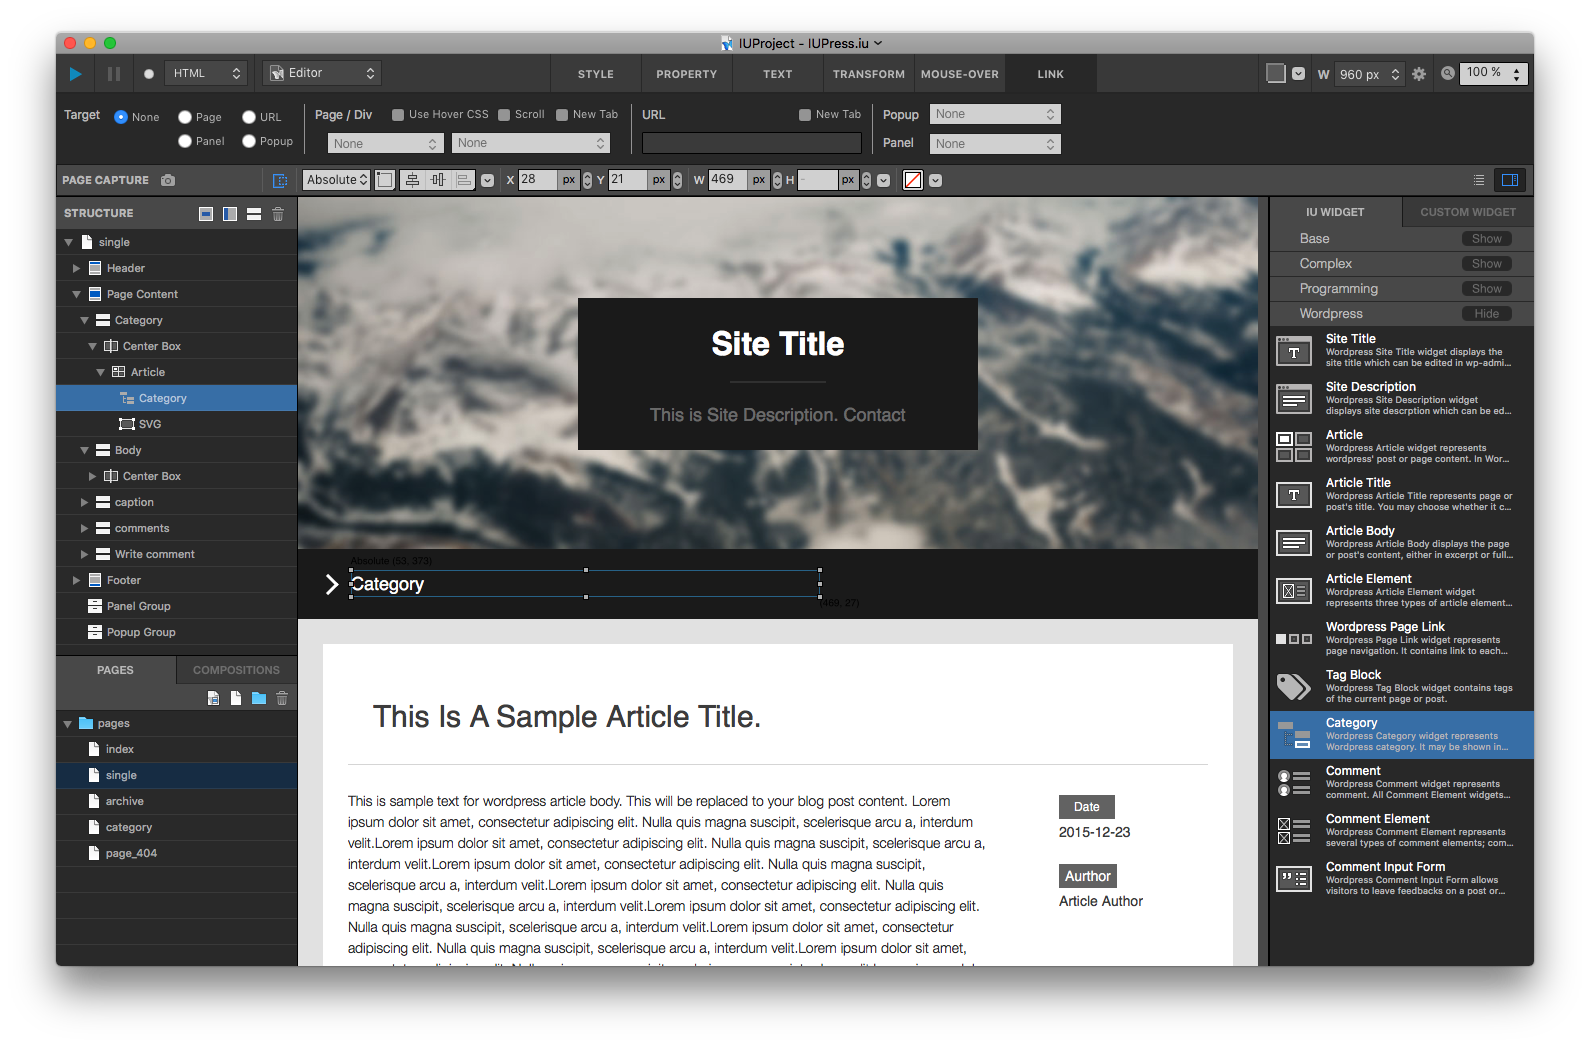 IUProject - IUPress.iu
HTML
Editor
STYLE
PROPERTY
TEXT
TRANSFORM
MOUSE-OVER
LINK
W
960 px
100 %
Target
None
Page
URL
Panel
Popup
Page / Div
Use Hover CSS
Scroll
New Tab
None
None
URL
New Tab
Popup
None
Panel
None
PAGE CAPTURE
Absolute
X 28 px
Y 21 px
W 469 px
H - px
STRUCTURE
single
Header
Page Content
Category
Center Box
Article
Category
SVG
Body
Center Box
caption
comments
Write comment
Footer
Panel Group
Popup Group
PAGES
COMPOSITIONS
pages
index
single
archive
category
page_404
Site Title
This is Site Description. Contact
Absolute (53, 373)
Category
(469, 27)
This Is A Sample Article Title.
This is sample text for wordpress article body. This will be replaced to your blog post content. Lorem
ipsum dolor sit amet, consectetur adipiscing elit. Nulla quis magna suscipit, scelerisque arcu a, interdum
velit.Lorem ipsum dolor sit amet, consectetur adipiscing elit. Nulla quis magna suscipit, scelerisque arcu a,
interdum velit.Lorem ipsum dolor sit amet, consectetur adipiscing elit. Nulla quis magna suscipit,
scelerisque arcu a, interdum velit.Lorem ipsum dolor sit amet, consectetur adipiscing elit. Nulla quis
magna suscipit, scelerisque arcu a, interdum velit.Lorem ipsum dolor sit amet, consectetur adipiscing elit.
Nulla quis magna suscipit, scelerisque arcu a, interdum velit.Lorem ipsum dolor sit amet, consectetur
adipiscing elit. Nulla quis magna suscipit, scelerisque arcu a, interdum velit.Lorem ipsum dolor sit amet,
Date
2015-12-23
Aurthor
Article Author
IU WIDGET
CUSTOM WIDGET
Base
Show
Complex
Show
Programming
Show
Wordpress
Hide
Site Title
Wordpress Site Title widget displays the
site title which can be edited in wp-admi...
Site Description
Wordpress Site Description widget
displays site descrption which can be ed...
Article
Wordpress Article widget represents
wordpress' post or page content. In Wor...
Article Title
Wordpress Article Title represents page or
post's title. You may choose whether it c...
Article Body
Wordpress Article Body displays the page
or post's content, either in excerpt or full...
Article Element
Wordpress Article Element widget
represents three types of article element...
Wordpress Page Link
Wordpress Page Link widget represents
page navigation. It contains link to each...
Tag Block
Wordpress Tag Block widget contains tags
of the current page or post.
Category
Wordpress Category widget represents
Wordpress category. It may be shown in...
Comment
Wordpress Comment widget represents
comment. All Comment Element widgets...
Comment Element
Wordpress Comment Element represents
several types of comment elements; com...
Comment Input Form
Wordpress Comment Input Form allows
visitors to leave feedbacks on a post or...